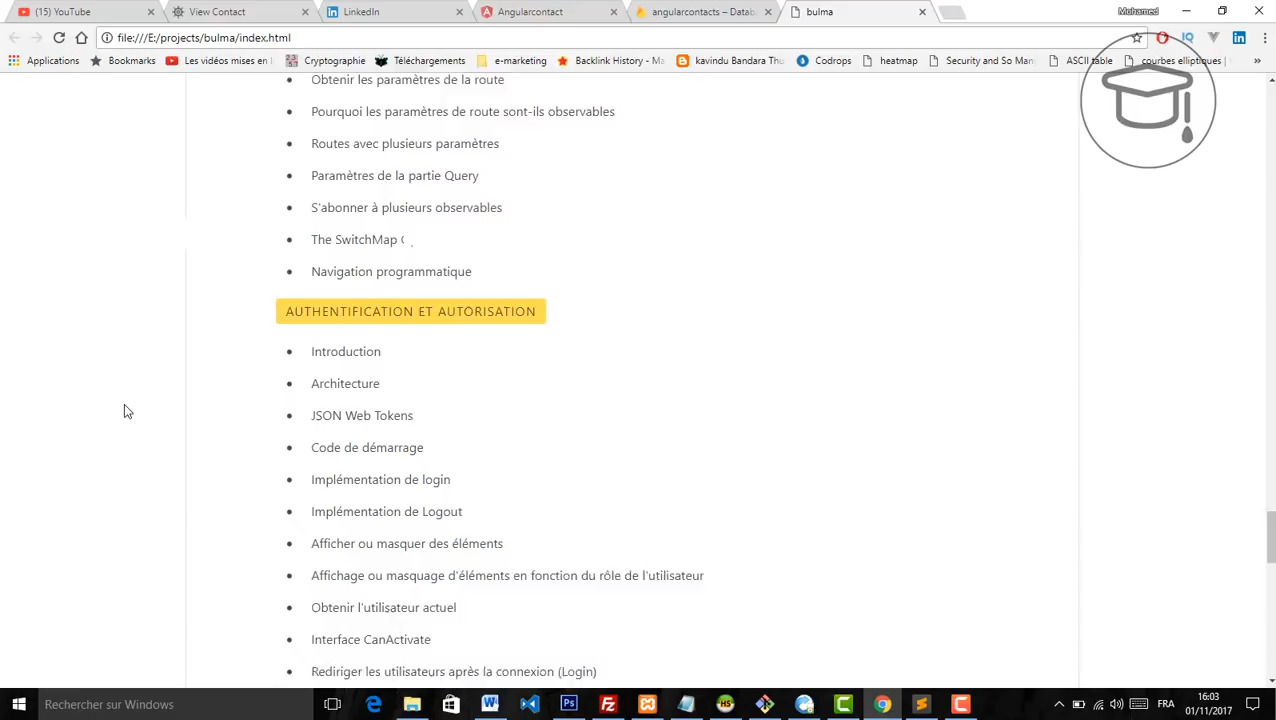 (15) YouTube
View Contact
LinkedIn
Angularcontact
angularcontacts – Datab
bulma
Mohamed
file:///E:/projects/bulma/index.html
Applications
Bookmarks
Les vidéos mises en l
Cryptographie
Téléchargements
e-marketing
Backlink History - Ma
kavindu Bandara Thu
Codrops
heatmap
Security and So Man
ASCII table
courbes elliptiques
Obtenir les paramètres de la route
Pourquoi les paramètres de route sont-ils observables
Routes avec plusieurs paramètres
Paramètres de la partie Query
S'abonner à plusieurs observables
The SwitchMap
Navigation programmatique
AUTHENTIFICATION ET AUTORISATION
Introduction
Architecture
JSON Web Tokens
Code de démarrage
Implémentation de login
Implémentation de Logout
Afficher ou masquer des éléments
Affichage ou masquage d'éléments en fonction du rôle de l'utilisateur
Obtenir l'utilisateur actuel
Interface CanActivate
Rediriger les utilisateurs après la connexion (Login)
Rechercher sur Windows
FRA
16:03
01/11/2017